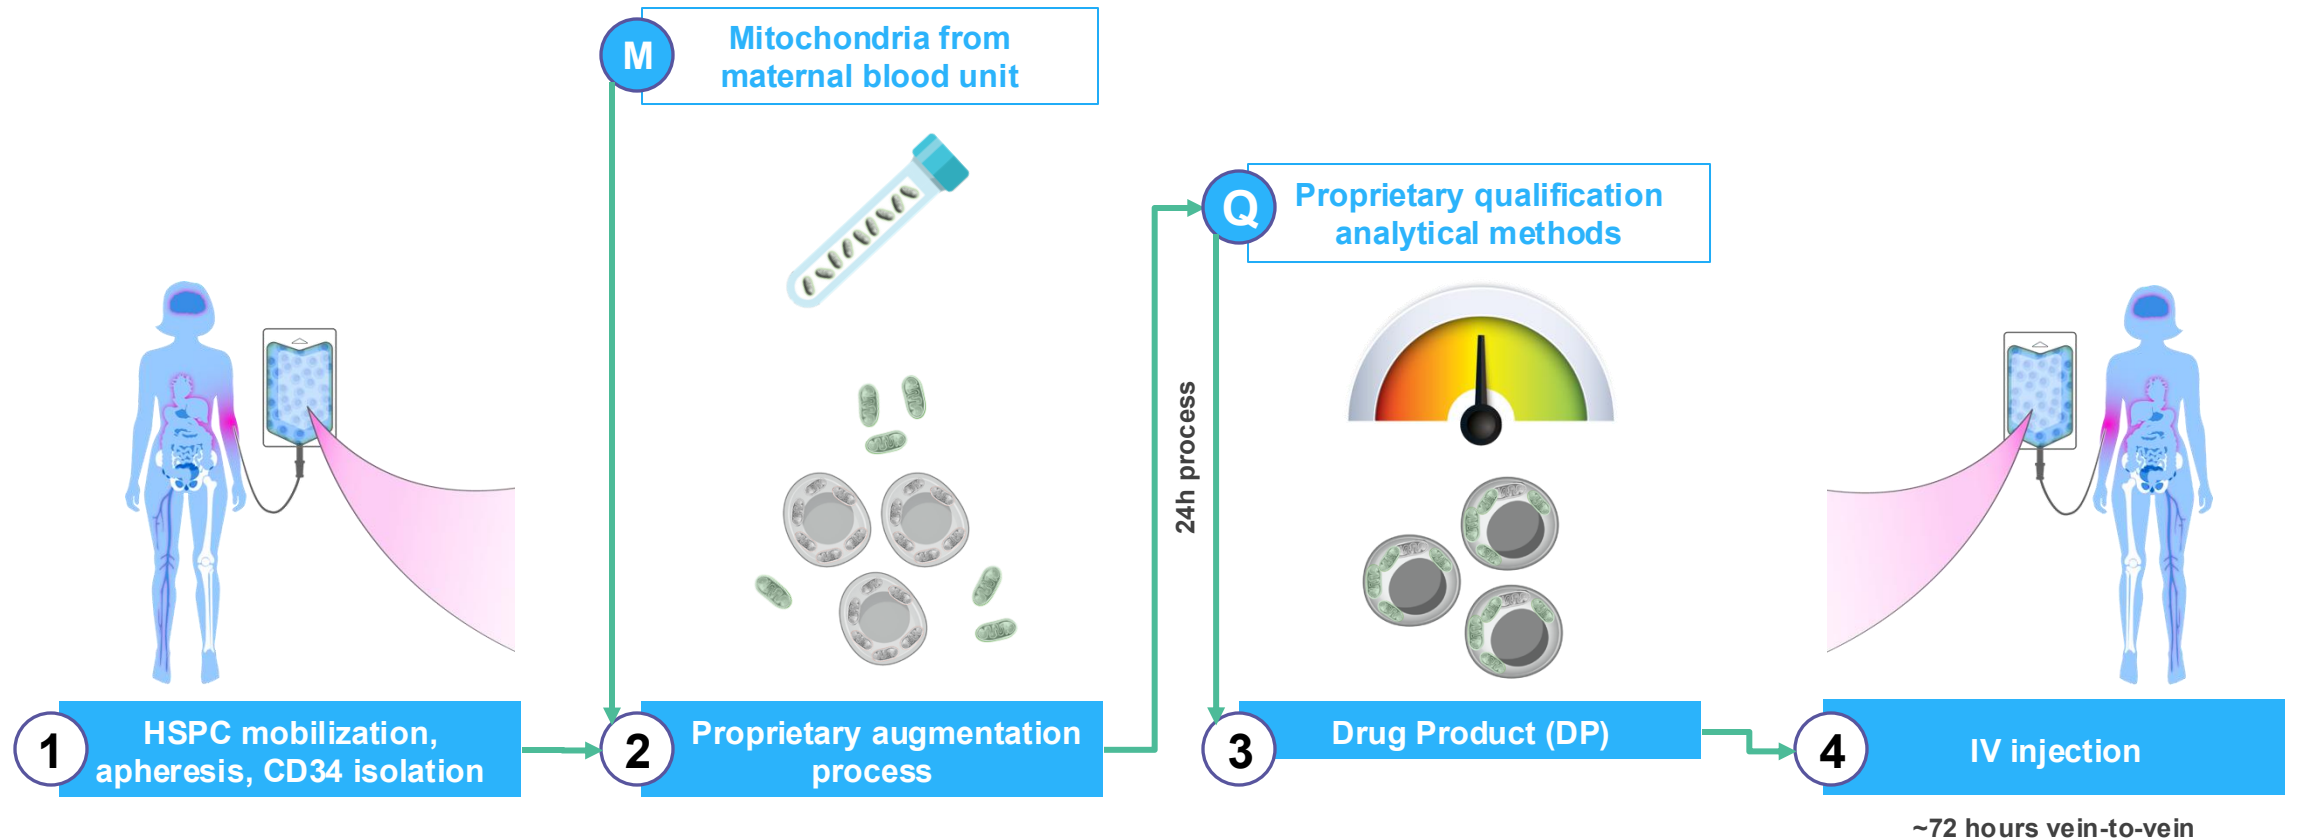 M
Mitochondria from
maternal blood unit
Q
Proprietary qualification
analytical methods
24h process
1
HSPC mobilization,
apheresis, CD34 isolation
2
Proprietary augmentation
process
3
Drug Product (DP)
4
IV injection
~72 hours vein-to-vein